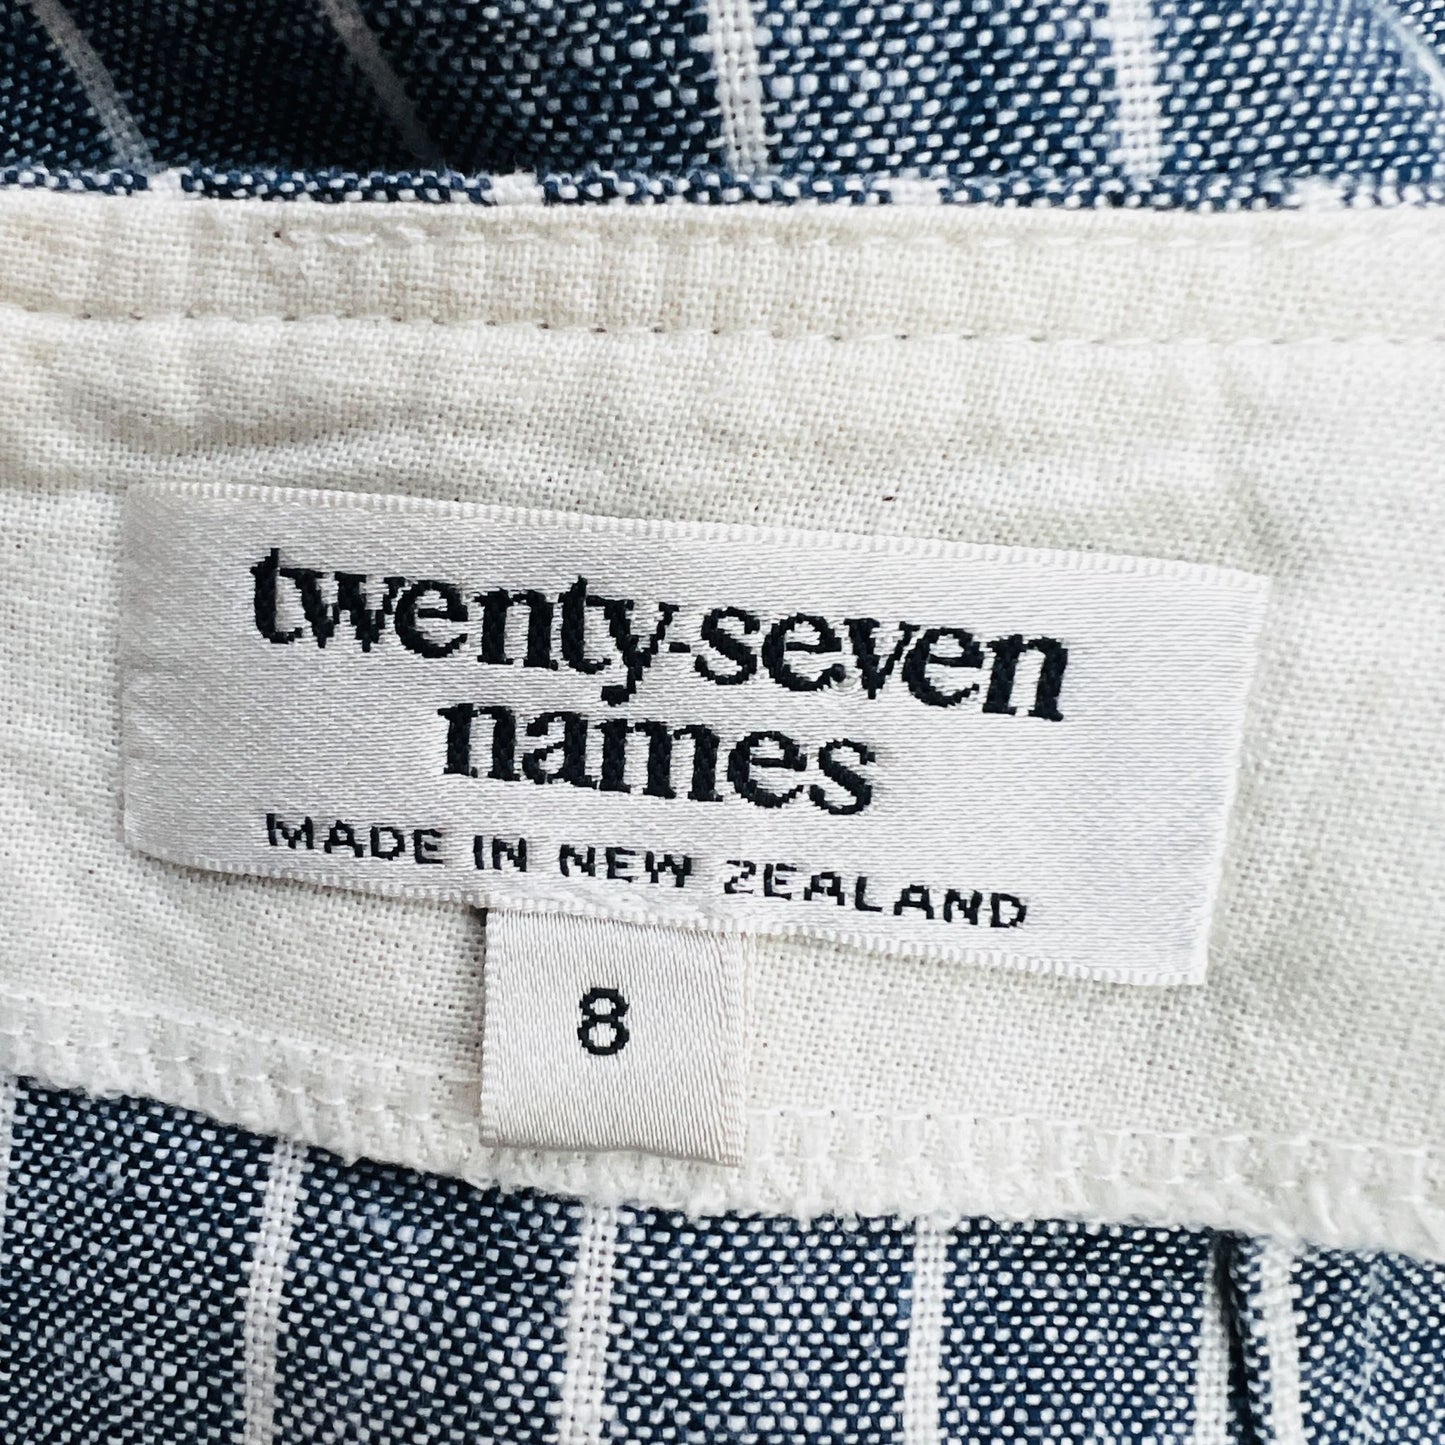 twenty-seven
names
MADE IN NEW ZEALAND
8